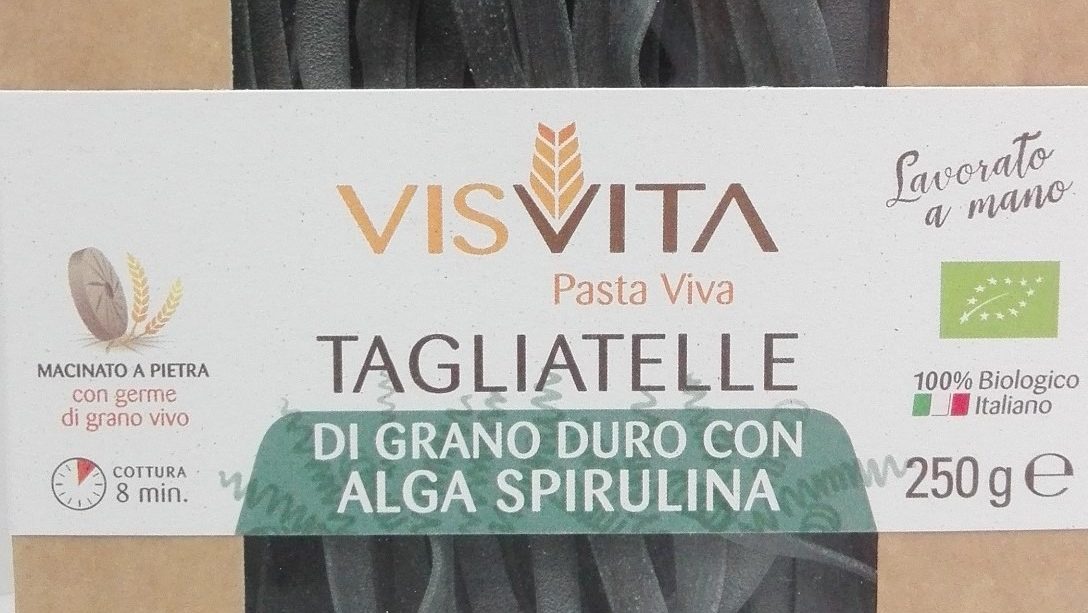 VISVITA
Pasta Viva
Lavorato
a mano
TAGLIATELLE
DI GRANO DURO CON
ALGA SPIRULINA
MACINATO A PIETRA
con germe
di grano vivo
COTTURA
8 min.
100% Biologico
Italiano
250 g e